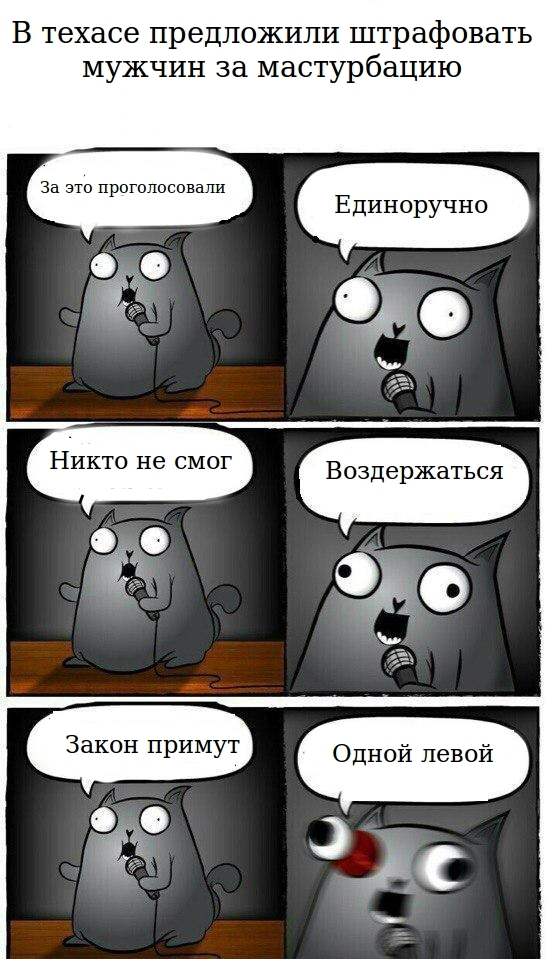 В техасе предложили штрафовать
мужчин за мастурбацию
За это проголосовали
Единоручно
Никто не смог
Воздержаться
Закон примут
Одной левой